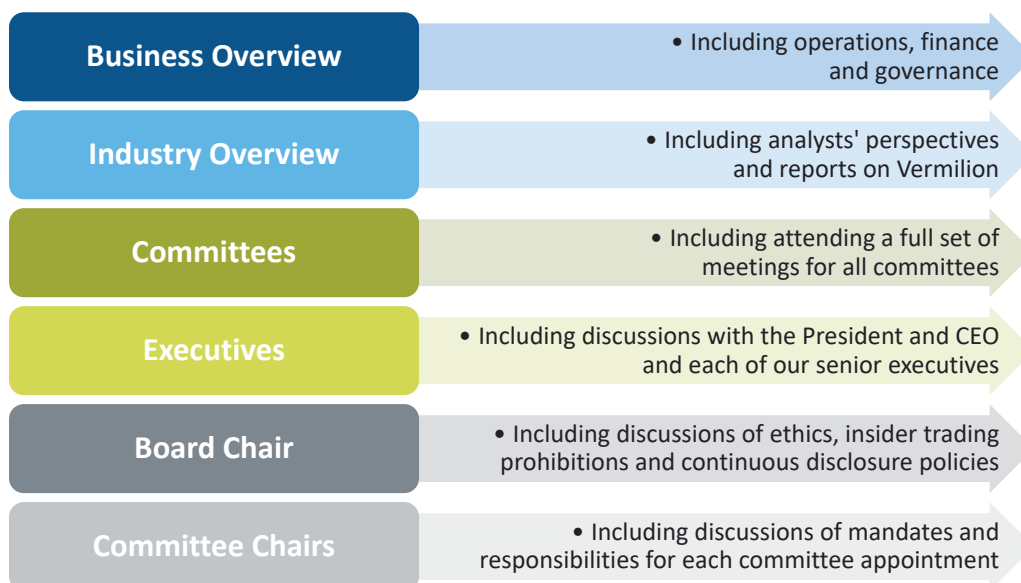 Business Overview
• Including operations, finance
and governance
Industry Overview
• Including analysts' perspectives
and reports on Vermilion
Committees
• Including attending a full set of
meetings for all committees
Executives
• Including discussions with the President and CEO
and each of our senior executives
Board Chair
• Including discussions of ethics, insider trading
prohibitions and continuous disclosure policies
Committee Chairs
• Including discussions of mandates and
responsibilities for each committee appointment